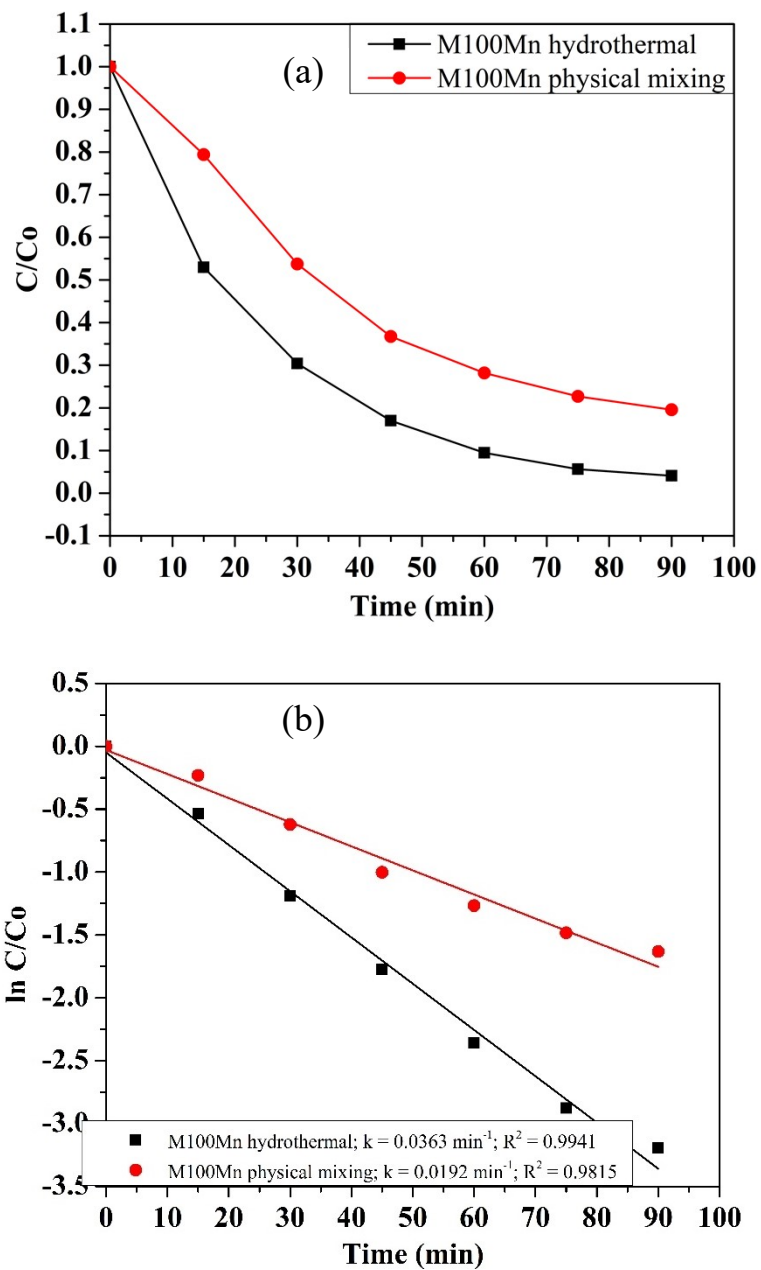 (a)
M100Mn hydrothermal
M100Mn physical mixing
1.1
1.0
0.9
0.8
0.7
0.6
0.5
0.4
0.3
0.2
0.1
0.0
-0.1
C/Co
0 10 20 30 40 50 60 70 80 90 100
Time (min)
(b)
0.5
0.0
-0.5
-1.0
-1.5
-2.0
-2.5
-3.0
-3.5
ln C/Co
M100Mn hydrothermal; k = 0.0363 min⁻¹; R² = 0.9941
M100Mn physical mixing; k = 0.0192 min⁻¹; R² = 0.9815
0 10 20 30 40 50 60 70 80 90 100
Time (min)